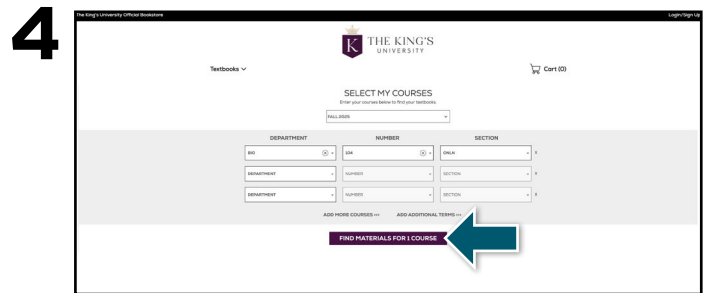 4
The King's University Official Bookstore
Login/Sign Up
K THE KING'S
UNIVERSITY
Textbooks
Cart (0)
SELECT MY COURSES
Enter your courses below to find your textbooks.
FALL 2025
DEPARTMENT NUMBER SECTION
BIO 104 ONLH
DEPARTMENT NUMBER SECTION
DEPARTMENT NUMBER SECTION
ADD MORE COURSES >>> ADD ADDITIONAL TERMS >>>
FIND MATERIALS FOR 1 COURSE